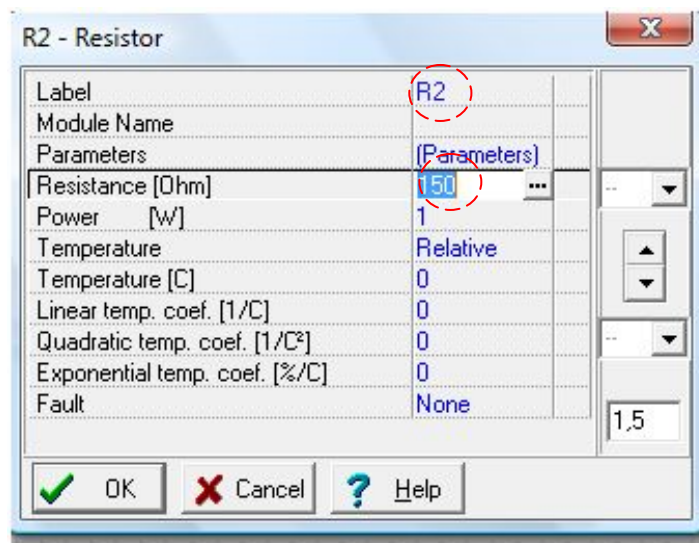 R2 - Resistor
Label R2
Module Name
Parameters (Parameters)
Resistance [Ohm] 150 ...
Power [W] 1
Temperature Relative
Temperature [C] 0
Linear temp. coef. [1/C] 0
Quadratic temp. coef. [1/C²] 0
Exponential temp. coef. [%/C] 0
Fault None
--
--
1,5
OK Cancel ? Help